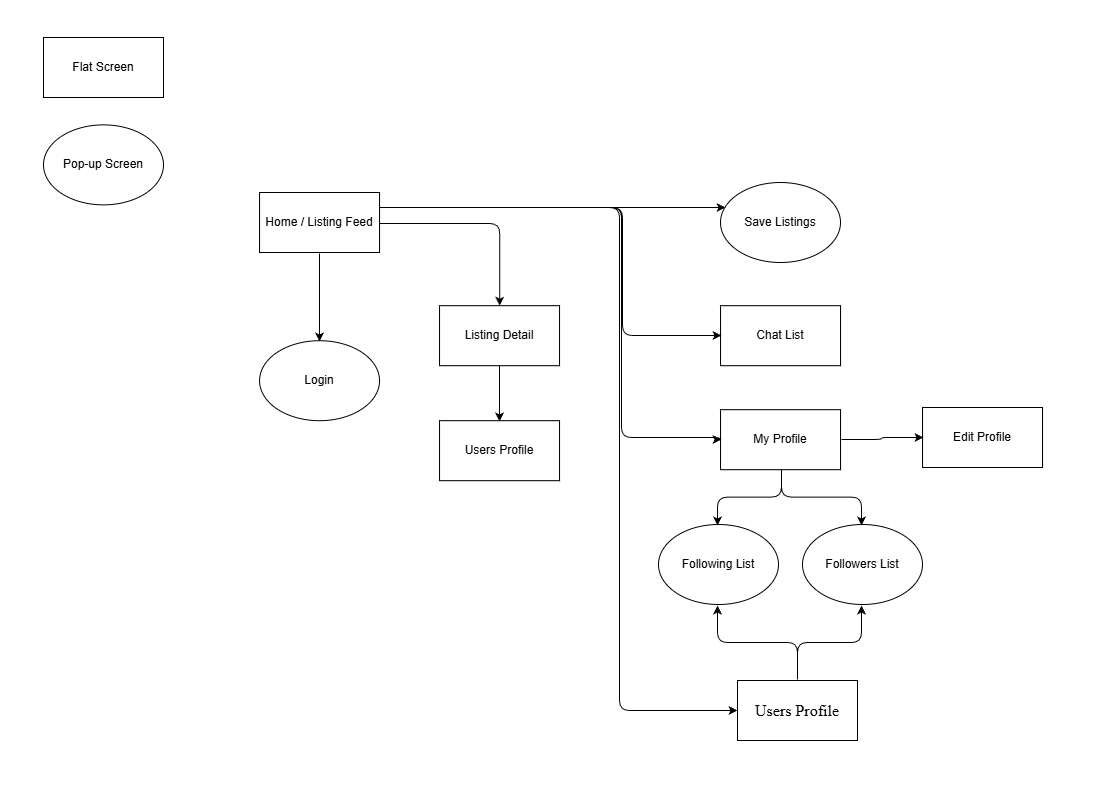 Flat Screen
Pop-up Screen
Home / Listing Feed
Save Listings
Listing Detail
Chat List
Login
Users Profile
My Profile
Edit Profile
Following List
Followers List
Users Profile